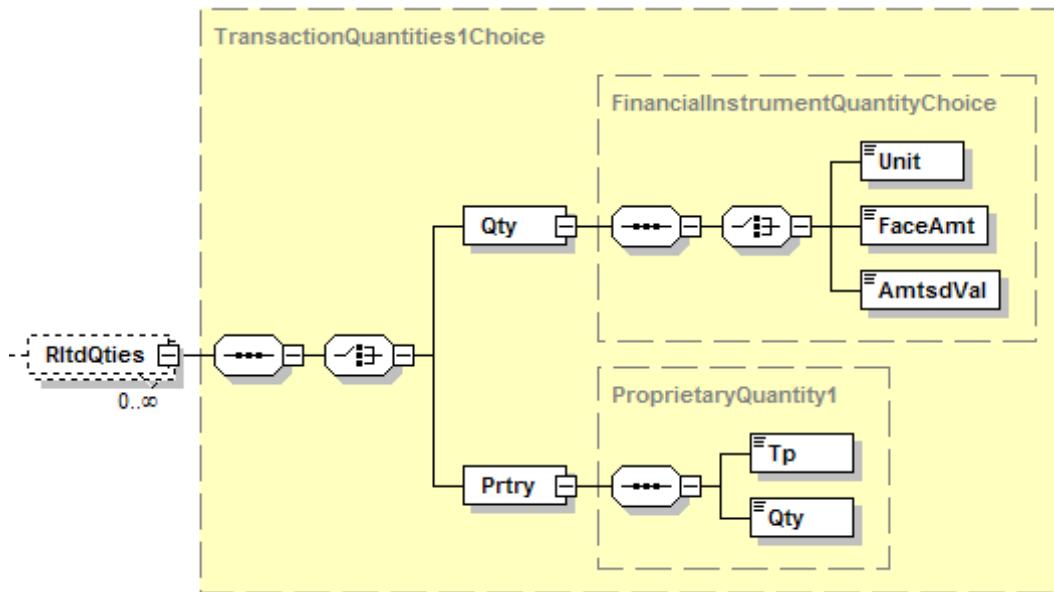 TransactionQuantities1Choice
FinancialInstrumentQuantityChoice
Unit
Qty
FaceAmt
AmtsdVal
RltdQties
0..∞
ProprietaryQuantity1
Tp
Prtry
Qty